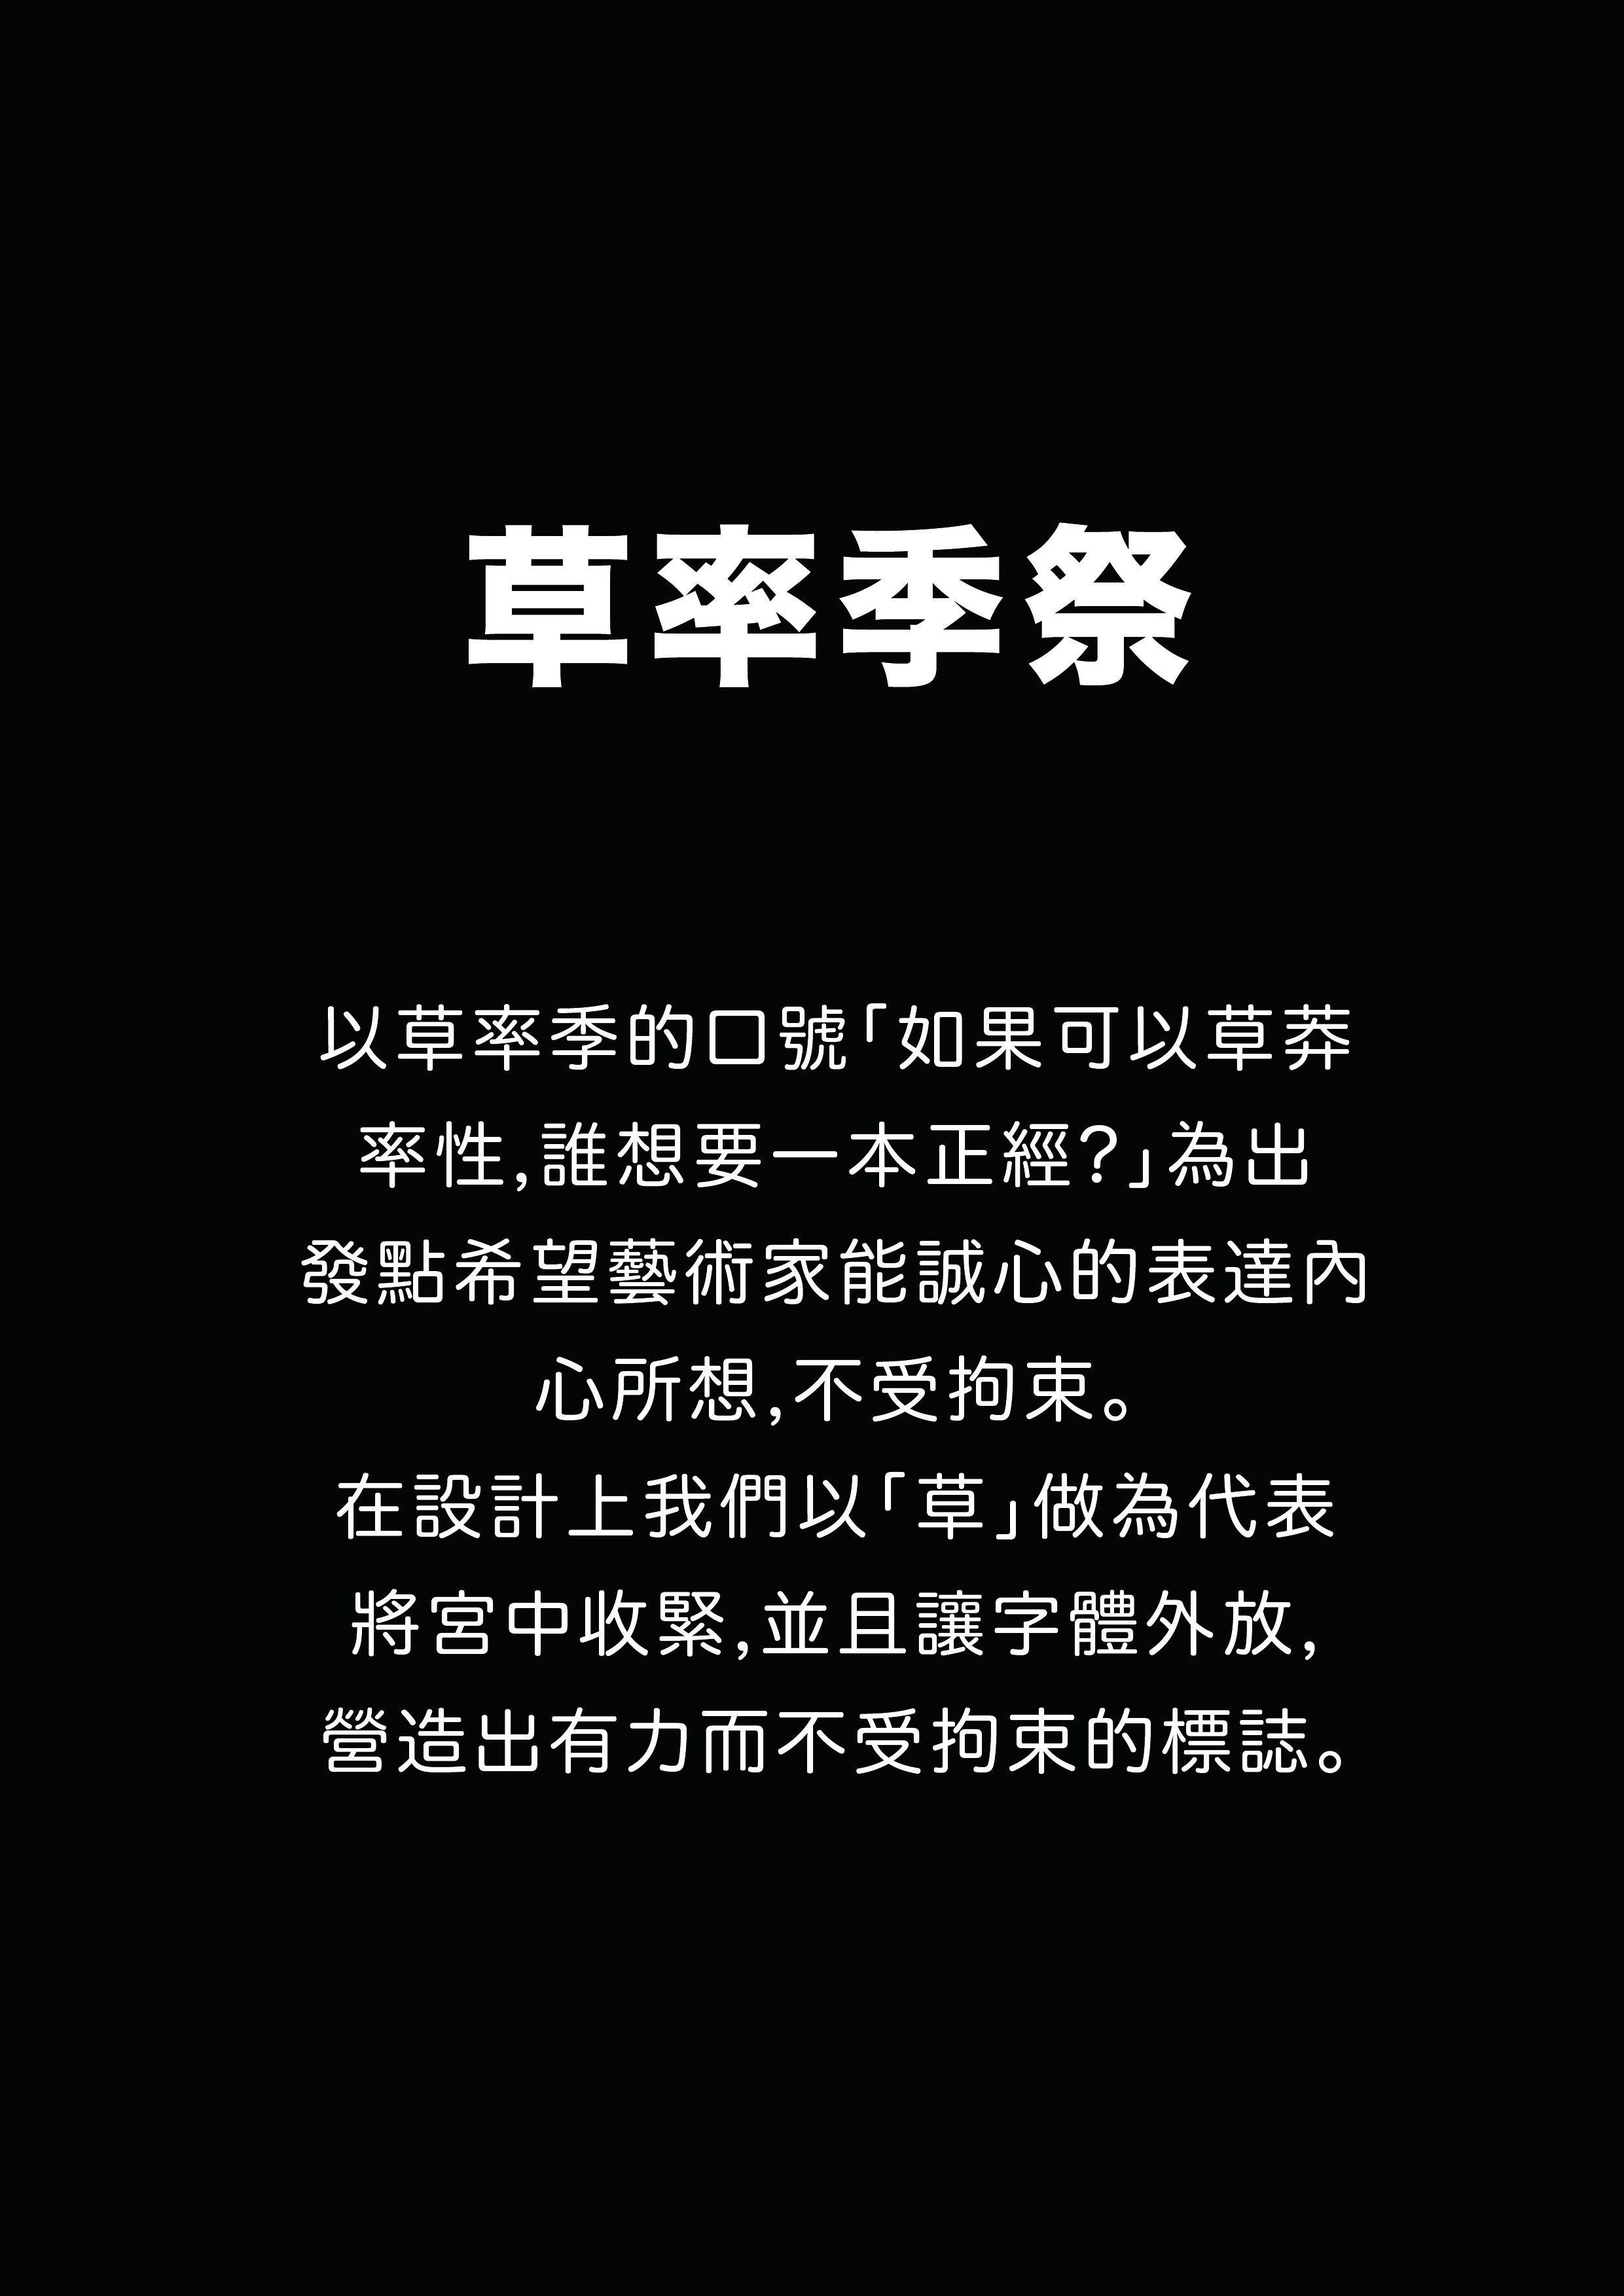 草率季祭
以草率季的口號「如果可以草莽
率性,誰想要一本正經?」為出
發點希望藝術家能誠心的表達內
心所想,不受拘束。
在設計上我們以「草」做為代表
將宮中收緊,並且讓字體外放,
營造出有力而不受拘束的標誌。